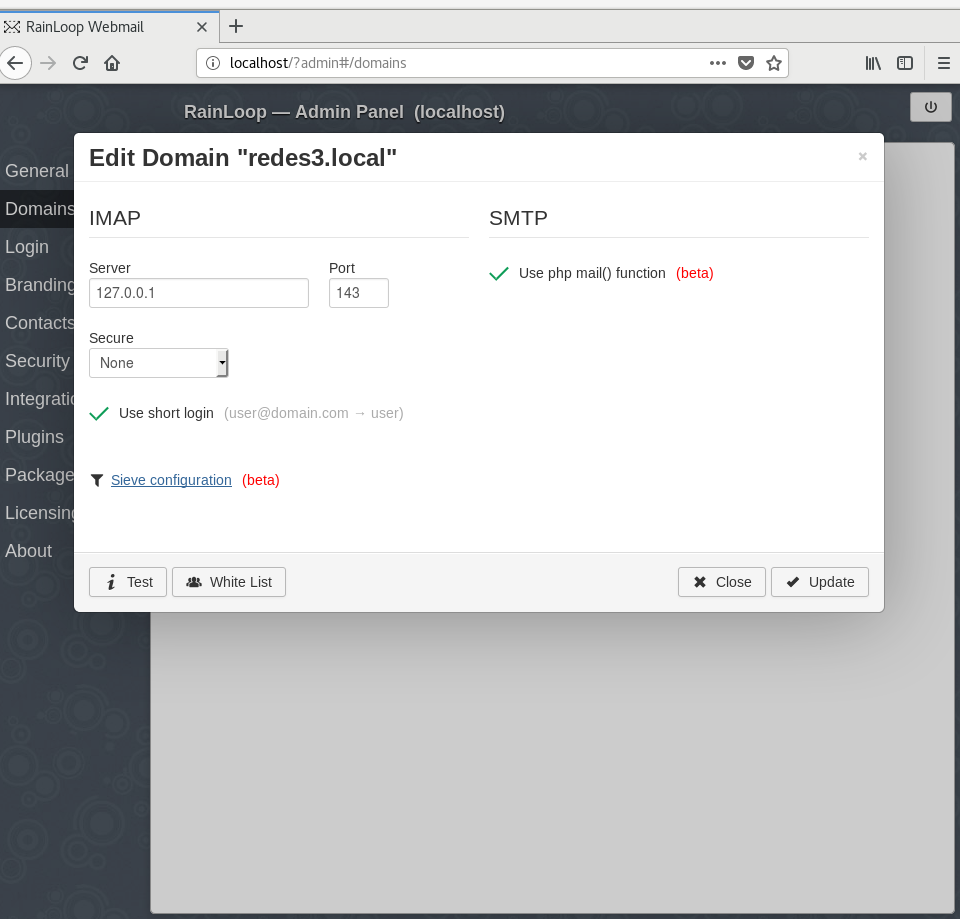 RainLoop Webmail
localhost/?admin#/domains
RainLoop — Admin Panel (localhost)
Edit Domain "redes3.local"
General
Domains
Login
Branding
Contacts
Security
Integratio
Plugins
Package
Licensing
About
IMAP
Server
Port
127.0.0.1
143
Secure
None
Use short login (user@domain.com → user)
Sieve configuration (beta)
SMTP
Use php mail() function (beta)
Test
White List
Close
Update